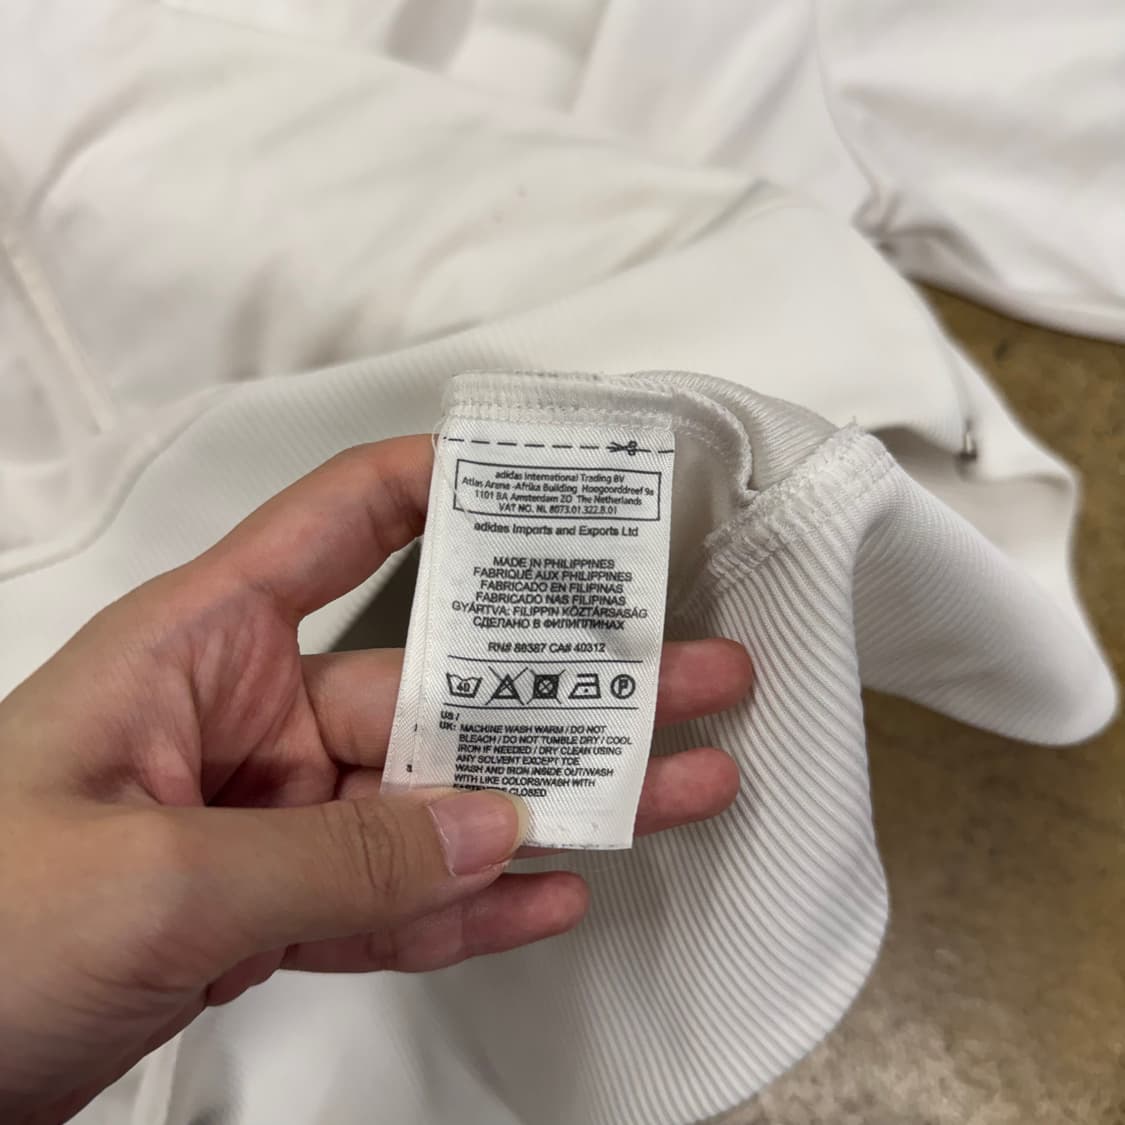 adidas International Trading BV
Atlas Arena -Afrika Building Hoogoorddreef 9a
1101 BA Amsterdam ZO The Netherlands
VAT NO. NL 8073.01.322.B.01
adidas Imports and Exports Ltd
MADE IN PHILIPPINES
FABRIQUÉ AUX PHILIPPINES
FABRICADO EN FILIPINAS
FABRICADO NAS FILIPINAS
GYÁRTVA: FILIPPIN KÖZTÁRSASÁG
СДЕЛАНО В ФИЛИППИНАХ
RN# 88387 CA# 40312
40 P
US /
UK: MACHINE WASH WARM / DO NOT
BLEACH / DO NOT TUMBLE DRY / COOL
IRON IF NEEDED / DRY CLEAN USING
ANY SOLVENT EXCEPT TCE
WASH AND IRON INSIDE OUT/WASH
WITH LIKE COLORS/WASH WITH
CLOSED